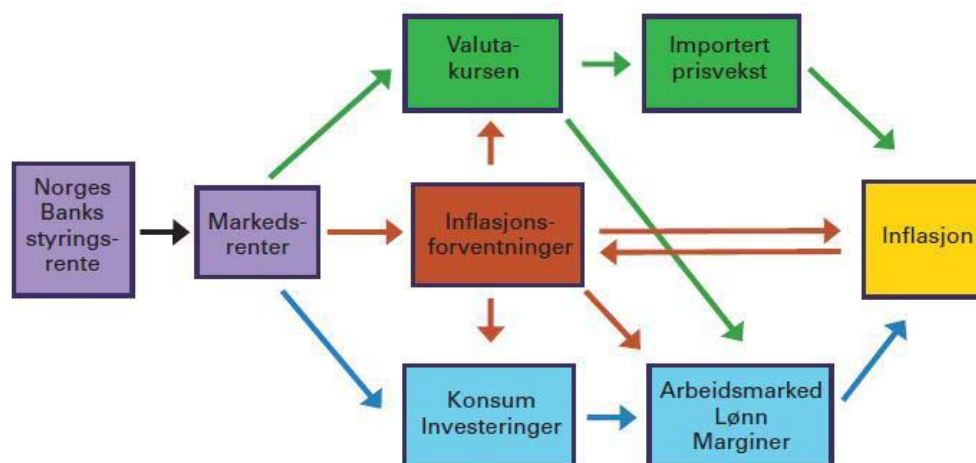 Valuta-
kursen
Importert
prisvekst
Norges
Banks
styrings-
rente
Markeds-
renter
Inflasjons-
forventninger
Inflasjon
Konsum
Investeringer
Arbeidsmarked
Lønn
Marginer